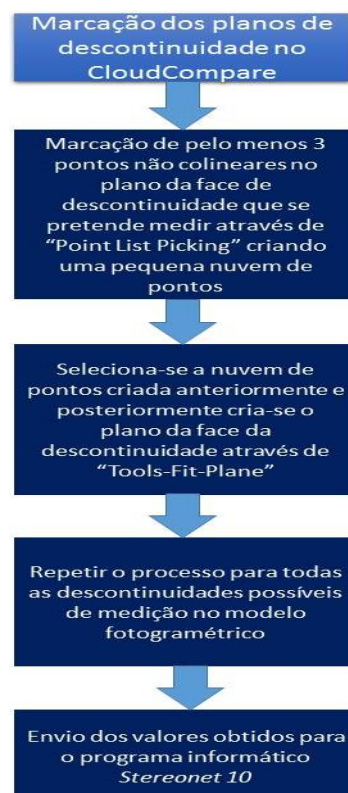 Marcação dos planos de
descontinuidade no
CloudCompare
Marcação de pelo menos 3
pontos não colineares no
plano da face de
descontinuidade que se
pretende medir através de
“Point List Picking” criando
uma pequena nuvem de
pontos
Seleciona-se a nuvem de
pontos criada anteriormente e
posteriormente cria-se o
plano da face da
descontinuidade através de
“Tools-Fit-Plane”
Repetir o processo para todas
as descontinuidades possíveis
de medição no modelo
fotogramétrico
Envio dos valores obtidos para
o programa informático
Stereonet 10